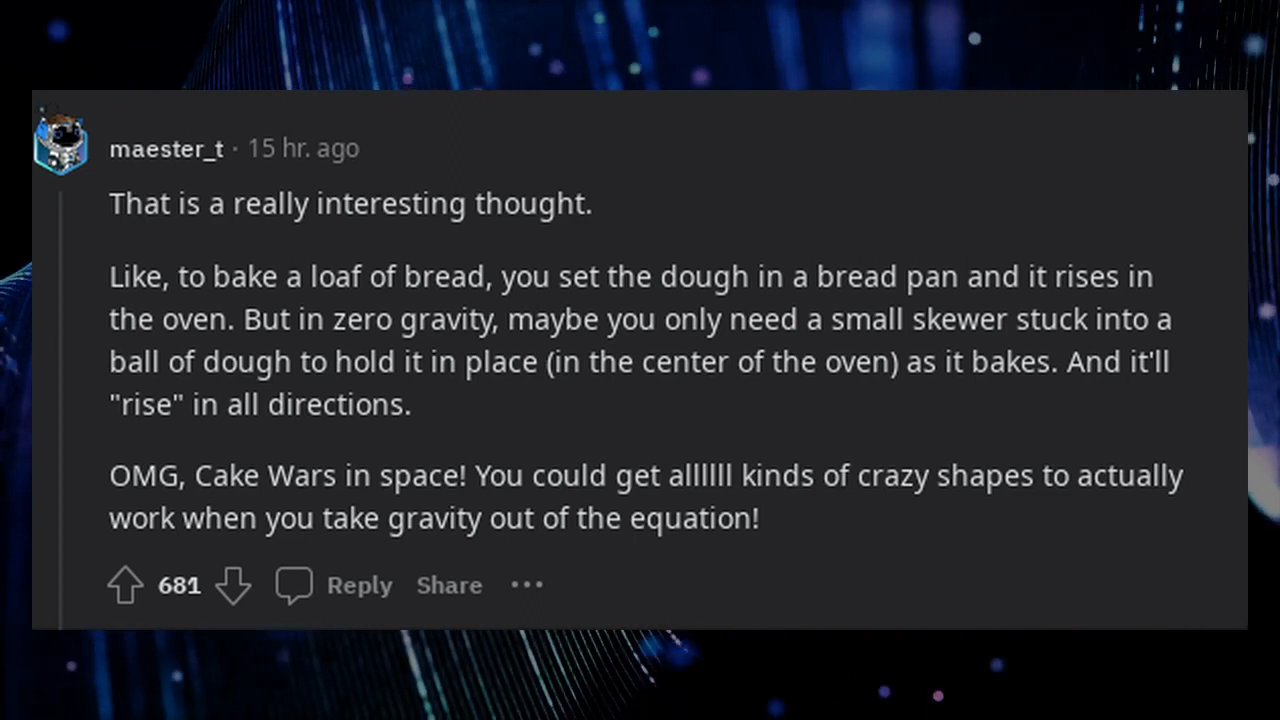 maester_t · 15 hr. ago
That is a really interesting thought.
Like, to bake a loaf of bread, you set the dough in a bread pan and it rises in
the oven. But in zero gravity, maybe you only need a small skewer stuck into a
ball of dough to hold it in place (in the center of the oven) as it bakes. And it'll
"rise" in all directions.
OMG, Cake Wars in space! You could get allllll kinds of crazy shapes to actually
work when you take gravity out of the equation!
681 Reply Share ···